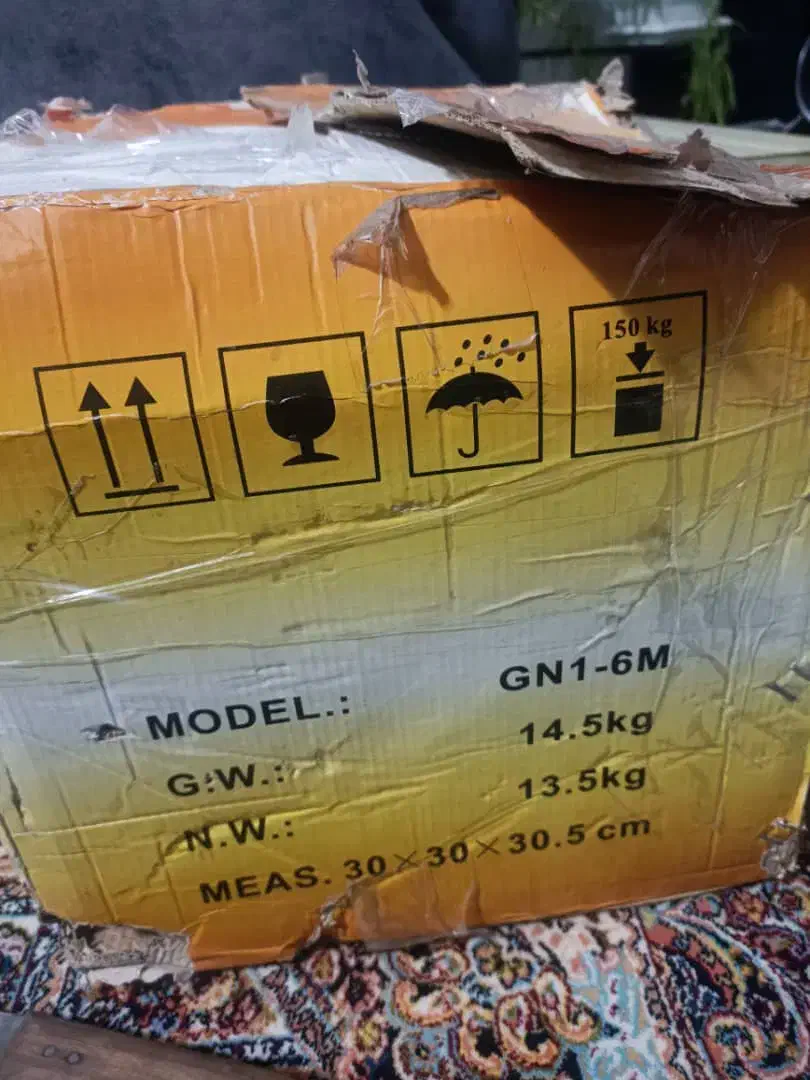 150 kg
MODEL.: GN1-6M
G.W.: 14.5kg
N.W.: 13.5kg
MEAS. 30×30×30.5 cm